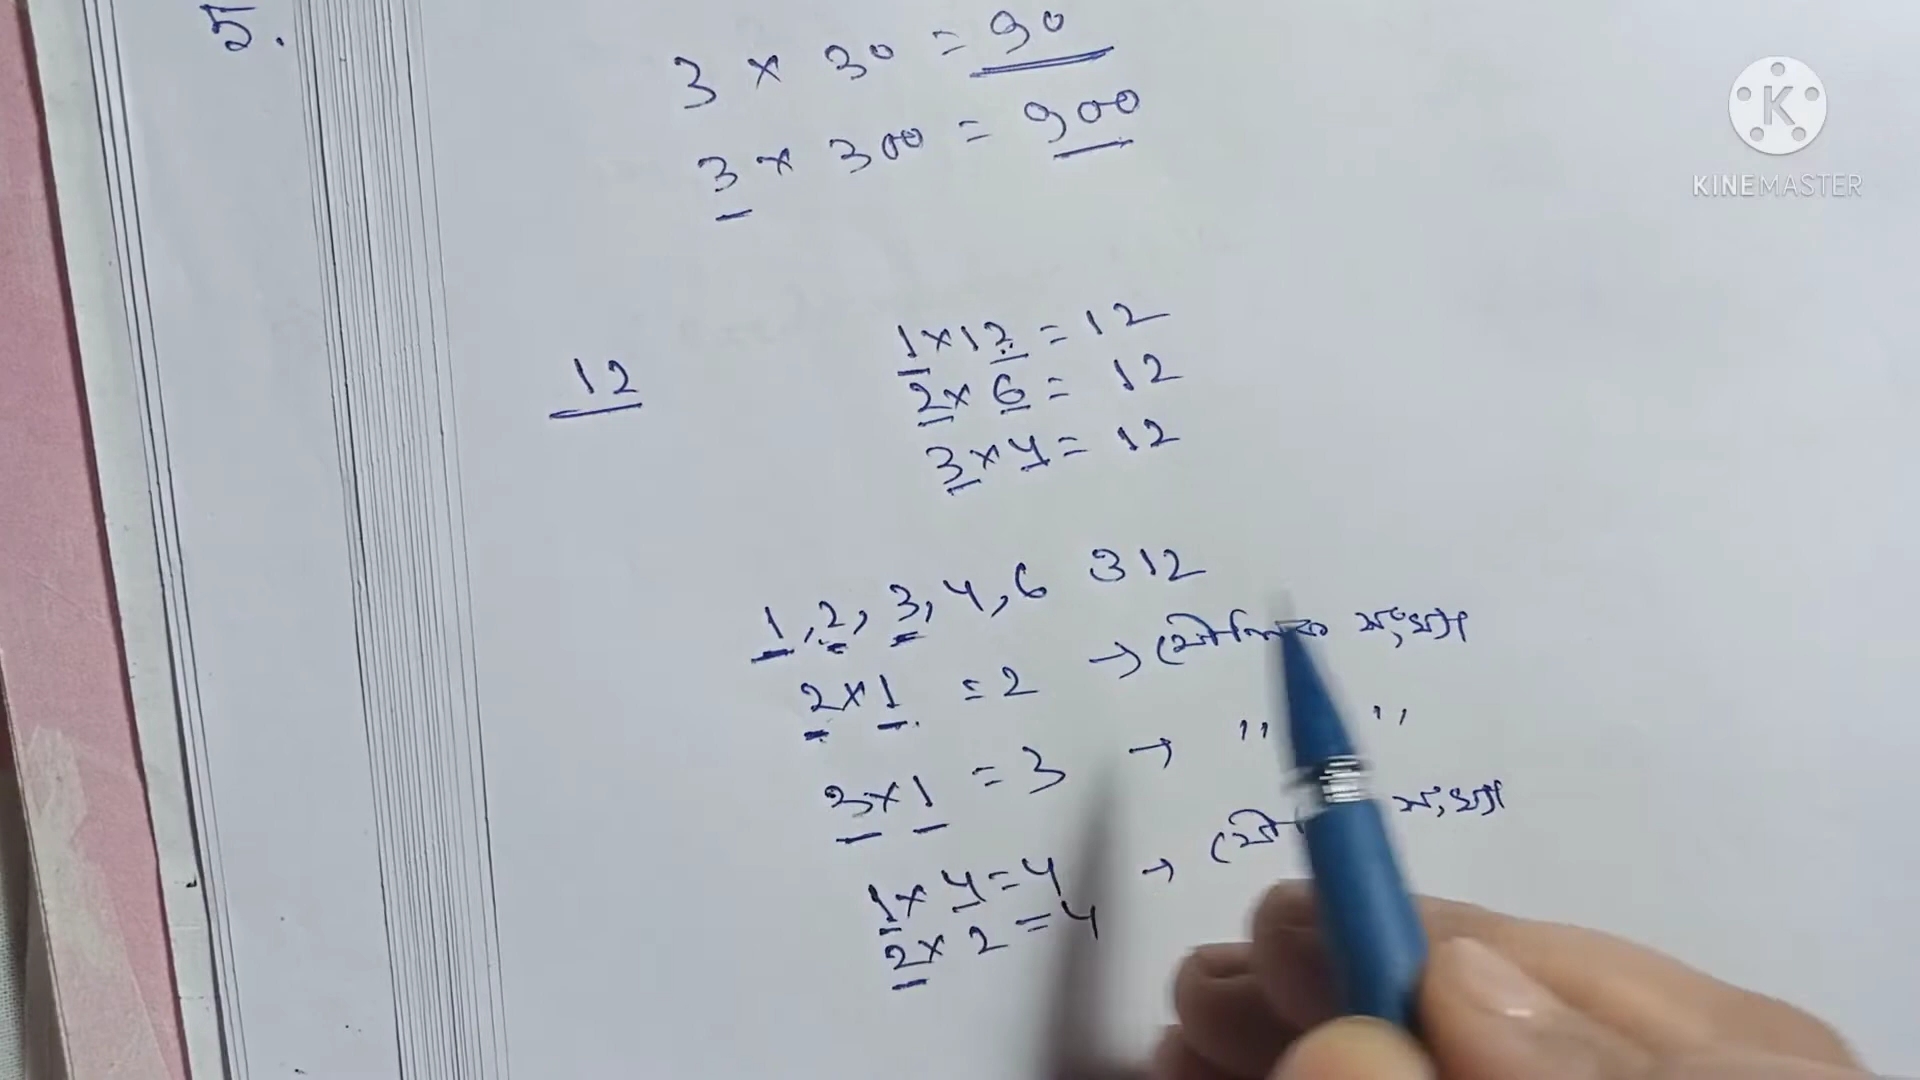 5.
3 × 30 = 90
3 × 300 = 900
KINEMASTER
12
1×12 = 12
2× 6 = 12
3×4 = 12
1, 2, 3, 4, 6 ও 12
2×1 = 2 → মৌলিক সংখ্যা
3×1 = 3 → " "
1× 4=4 → সংখ্যা
2× 2 =4